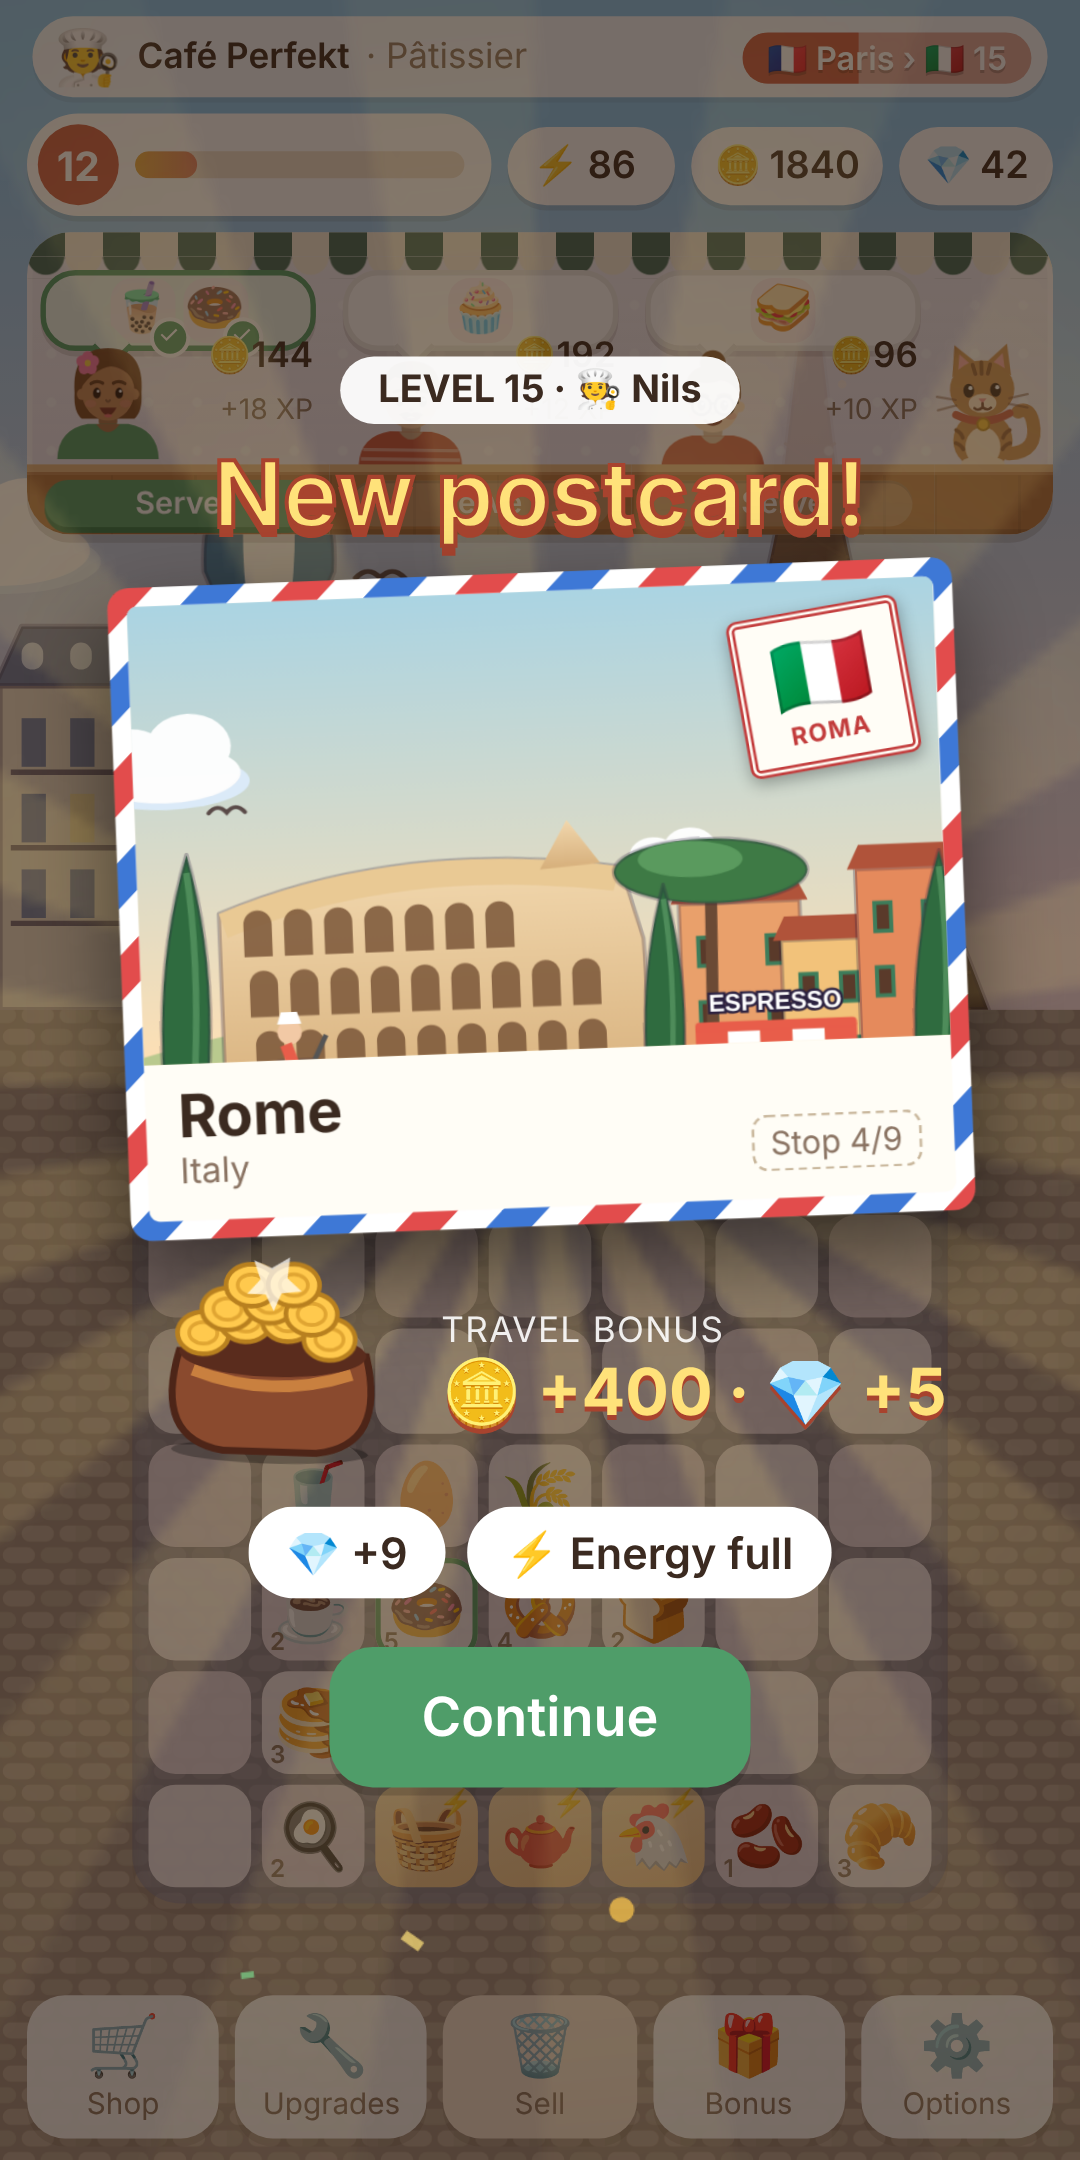 Café Perfekt · Pâtissier
Paris › 15
12
86
1840
42
144
192
96
+18 XP
+10 XP
LEVEL 15 · Nils
Serve
New postcard!
ROMA
ESPRESSO
Rome
Italy
Stop 4/9
TRAVEL BONUS
+400 · +5
+9
Energy full
2
5
4
2
Continue
3
2
1
3
Shop
Upgrades
Sell
Bonus
Options